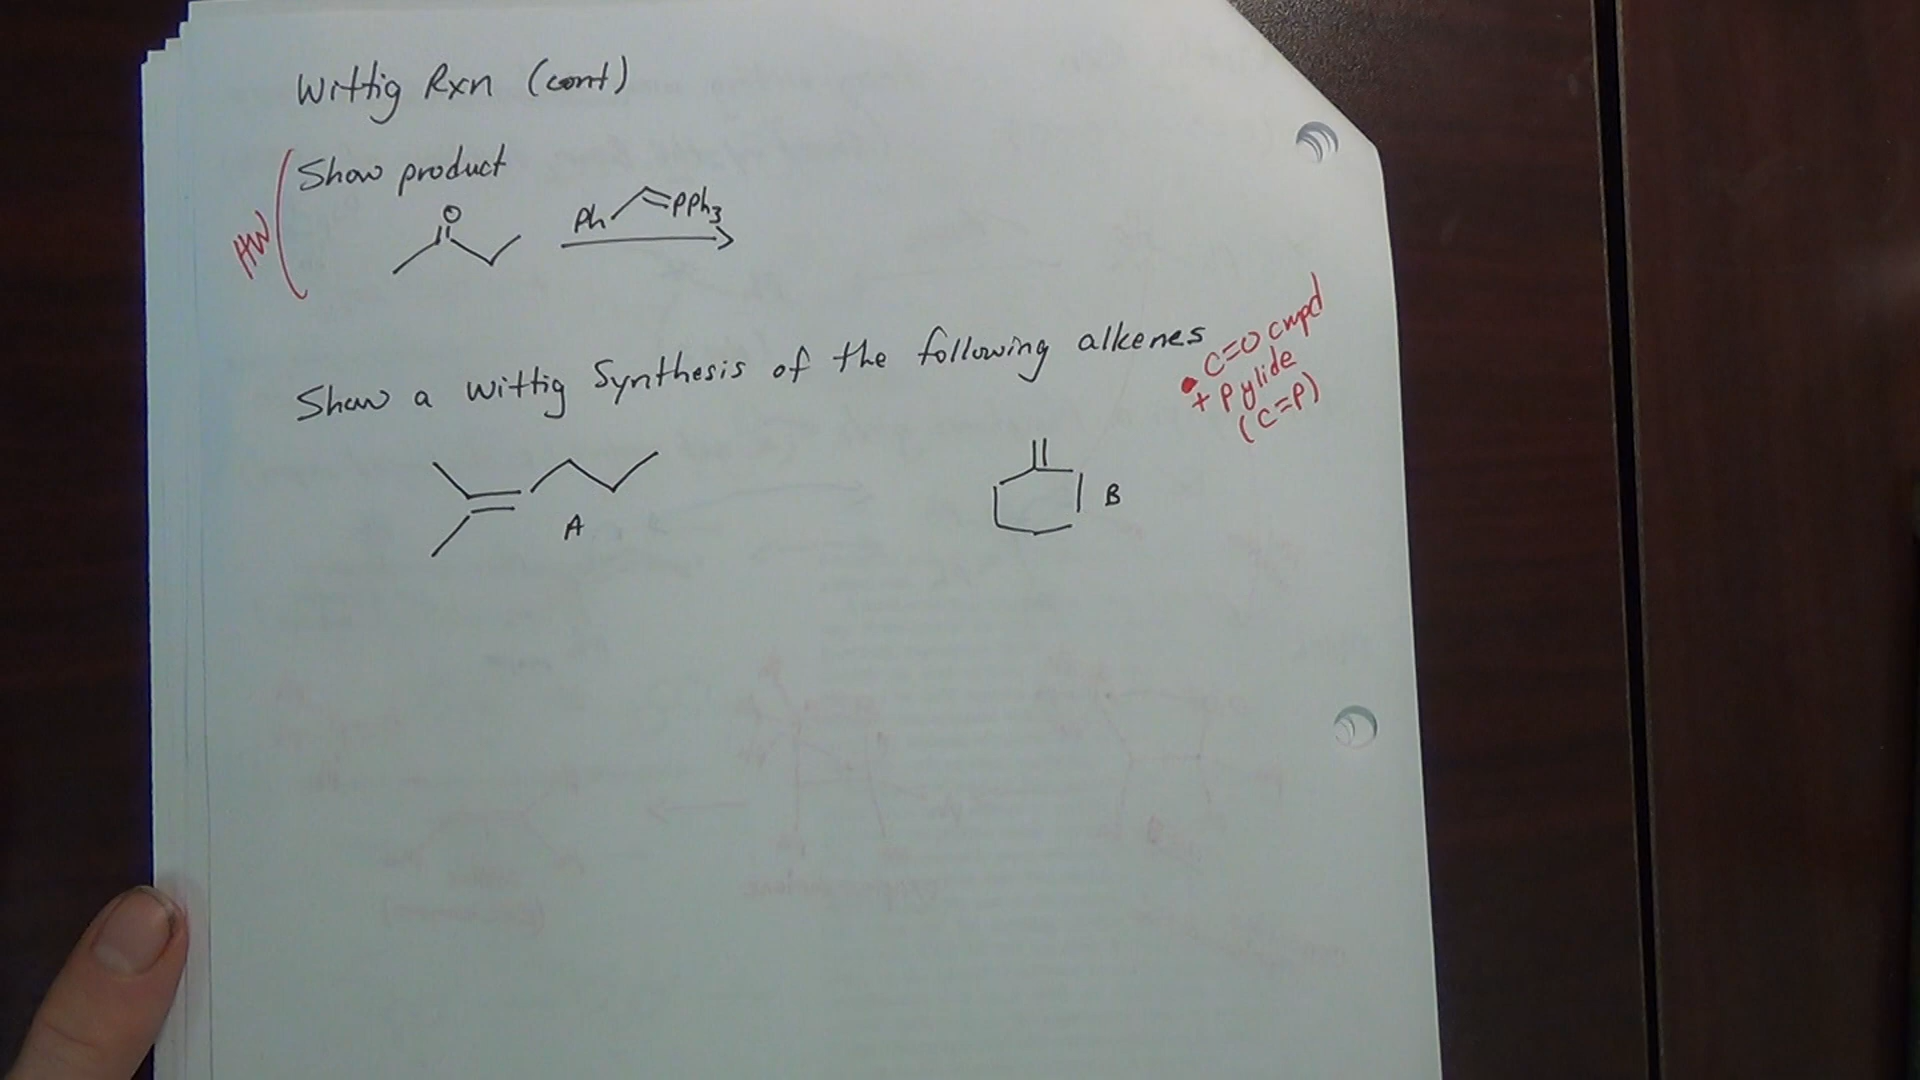 Wittig Rxn (cont)
HW
Show product
O
Ph PPh3
Show a Wittig Synthesis of the following alkenes
• C=O cmpd
+ P ylide
(C=P)
A
B